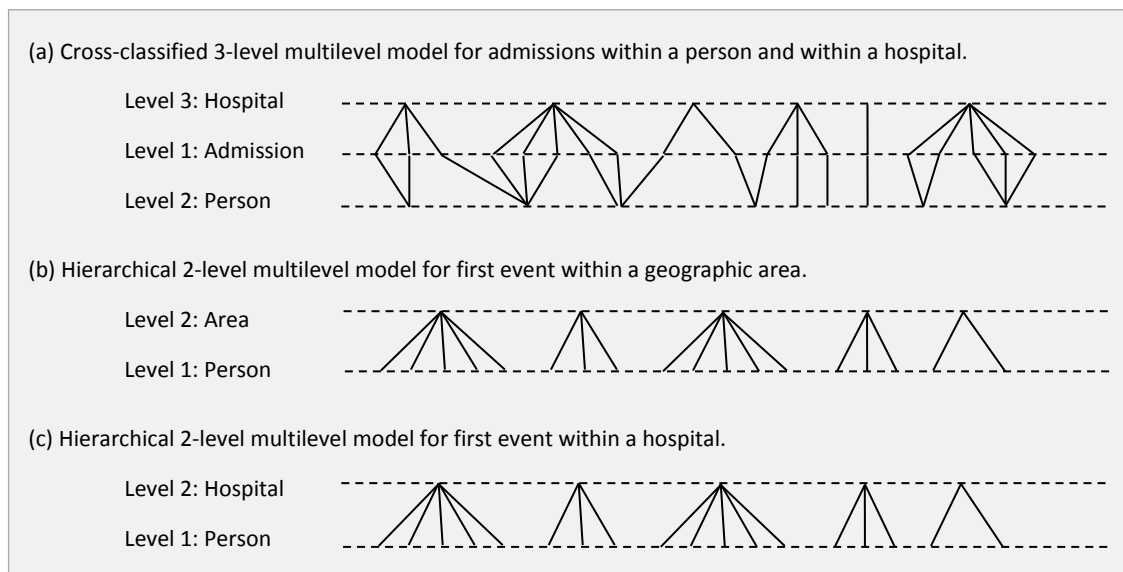 (a) Cross-classified 3-level multilevel model for admissions within a person and within a hospital.
Level 3: Hospital
Level 1: Admission
Level 2: Person
(b) Hierarchical 2-level multilevel model for first event within a geographic area.
Level 2: Area
Level 1: Person
(c) Hierarchical 2-level multilevel model for first event within a hospital.
Level 2: Hospital
Level 1: Person